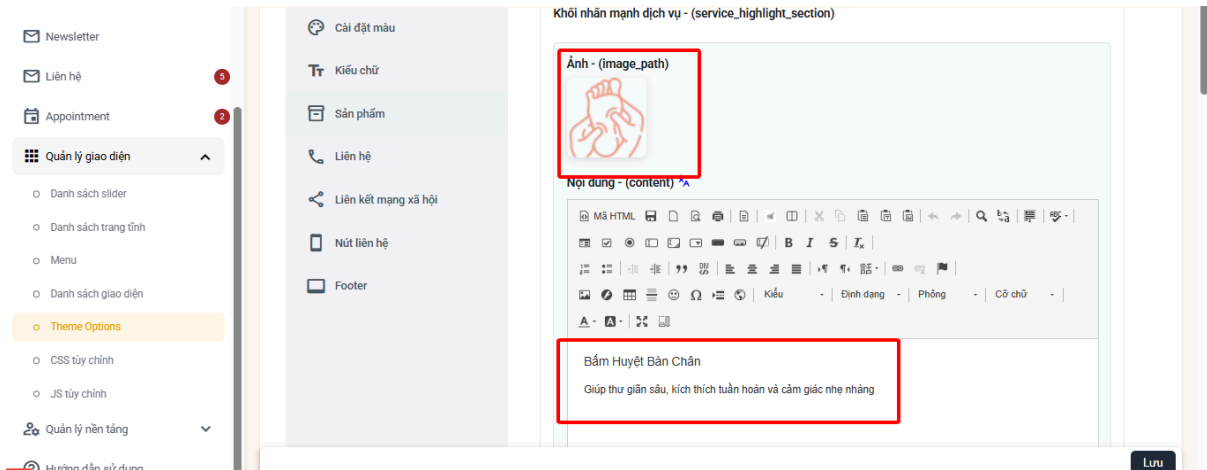 Newsletter
Liên hệ
5
Appointment
2
Quản lý giao diện
Danh sách slider
Danh sách trang tĩnh
Menu
Danh sách giao diện
Theme Options
CSS tùy chỉnh
JS tùy chỉnh
Quản lý nền tảng
Hướng dẫn sử dụng
Cài đặt màu
Kiểu chữ
Sản phẩm
Liên hệ
Liên kết mạng xã hội
Nút liên hệ
Footer
Khối nhấn mạnh dịch vụ - (service_highlight_section)
Ảnh - (image_path)
Nội dung - (content)
Mã HTML
Kiểu
Định dạng
Phông
Cỡ chữ
Bấm Huyệt Bàn Chân
Giúp thư giãn sâu, kích thích tuần hoàn và cảm giác nhẹ nhàng
Lưu